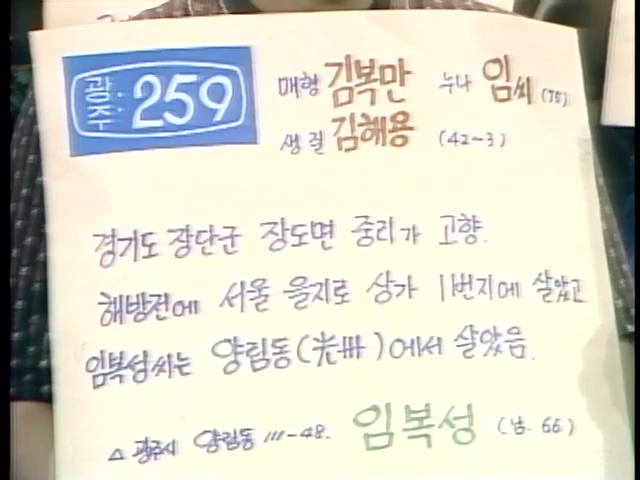 광주 259
매형 김복만 누나 임씨 (75)
생질 김해용 (42~3)
경기도 장단군 장도면 중리가 고향.
해방전에 서울 을지로 상가 11번지에 살았고
임복성씨는 양림동(光州)에서 살았음.
△ 광주시 양림동 111-48. 임복성 (남. 66)